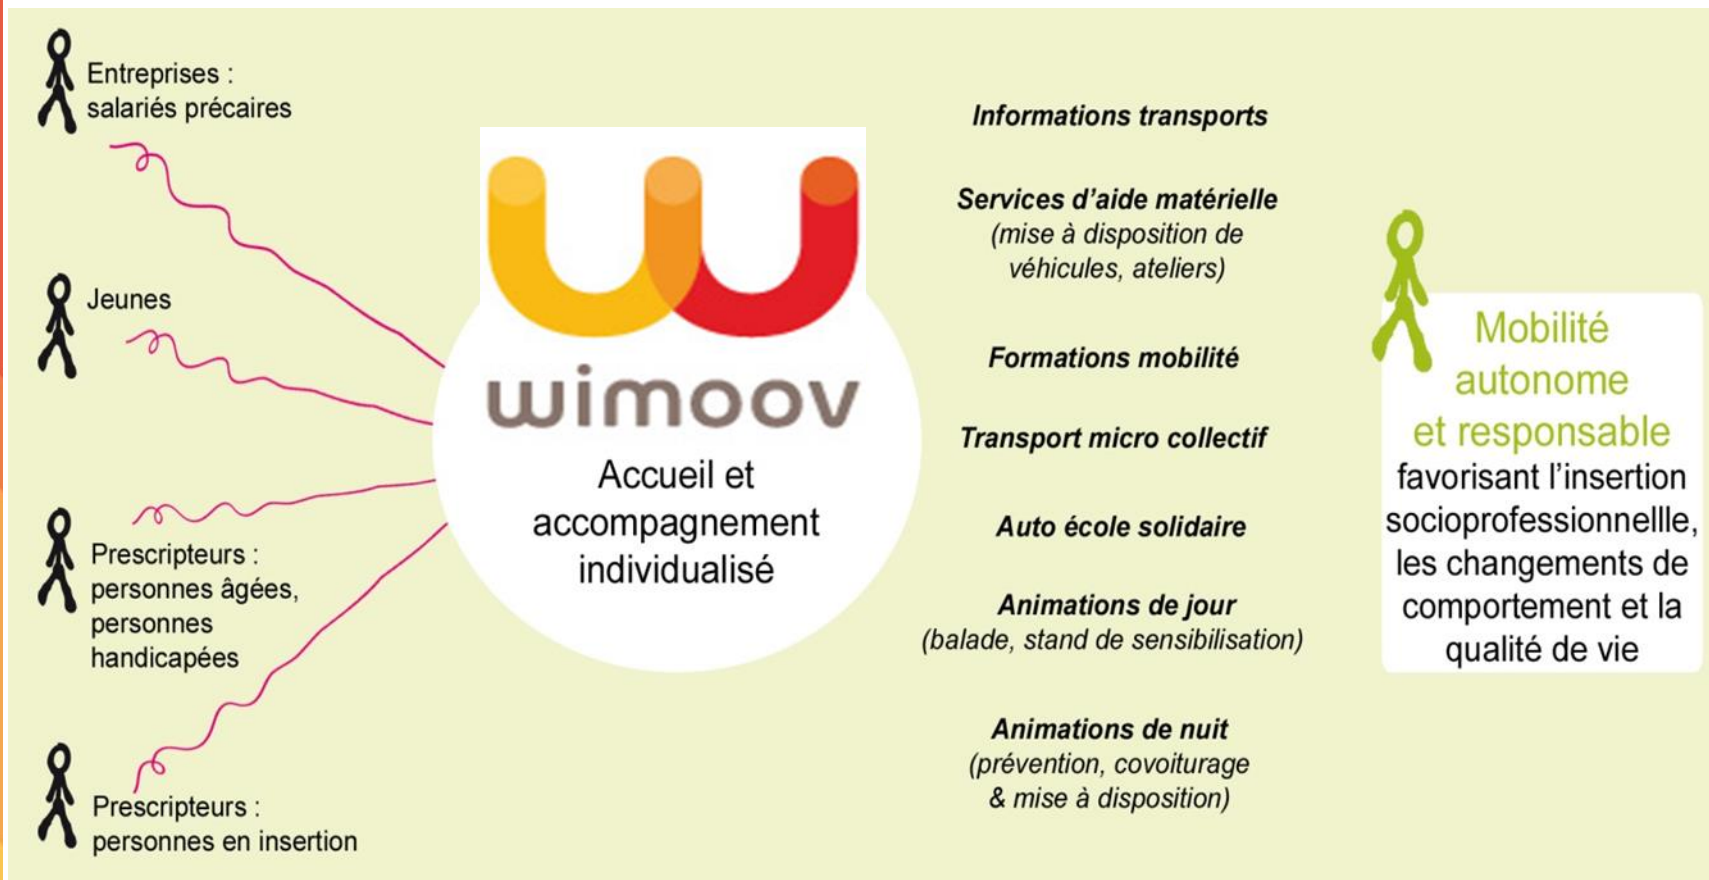 Entreprises :
salariés précaires
Jeunes
Prescripteurs :
personnes âgées,
personnes
handicapées
Prescripteurs :
personnes en insertion
wimoov
Accueil et
accompagnement
individualisé
Informations transports
Services d’aide matérielle
(mise à disposition de
véhicules, ateliers)
Formations mobilité
Transport micro collectif
Auto école solidaire
Animations de jour
(balade, stand de sensibilisation)
Animations de nuit
(prévention, covoiturage
& mise à disposition)
Mobilité
autonome
et responsable
favorisant l’insertion
socioprofessionnellle,
les changements de
comportement et la
qualité de vie